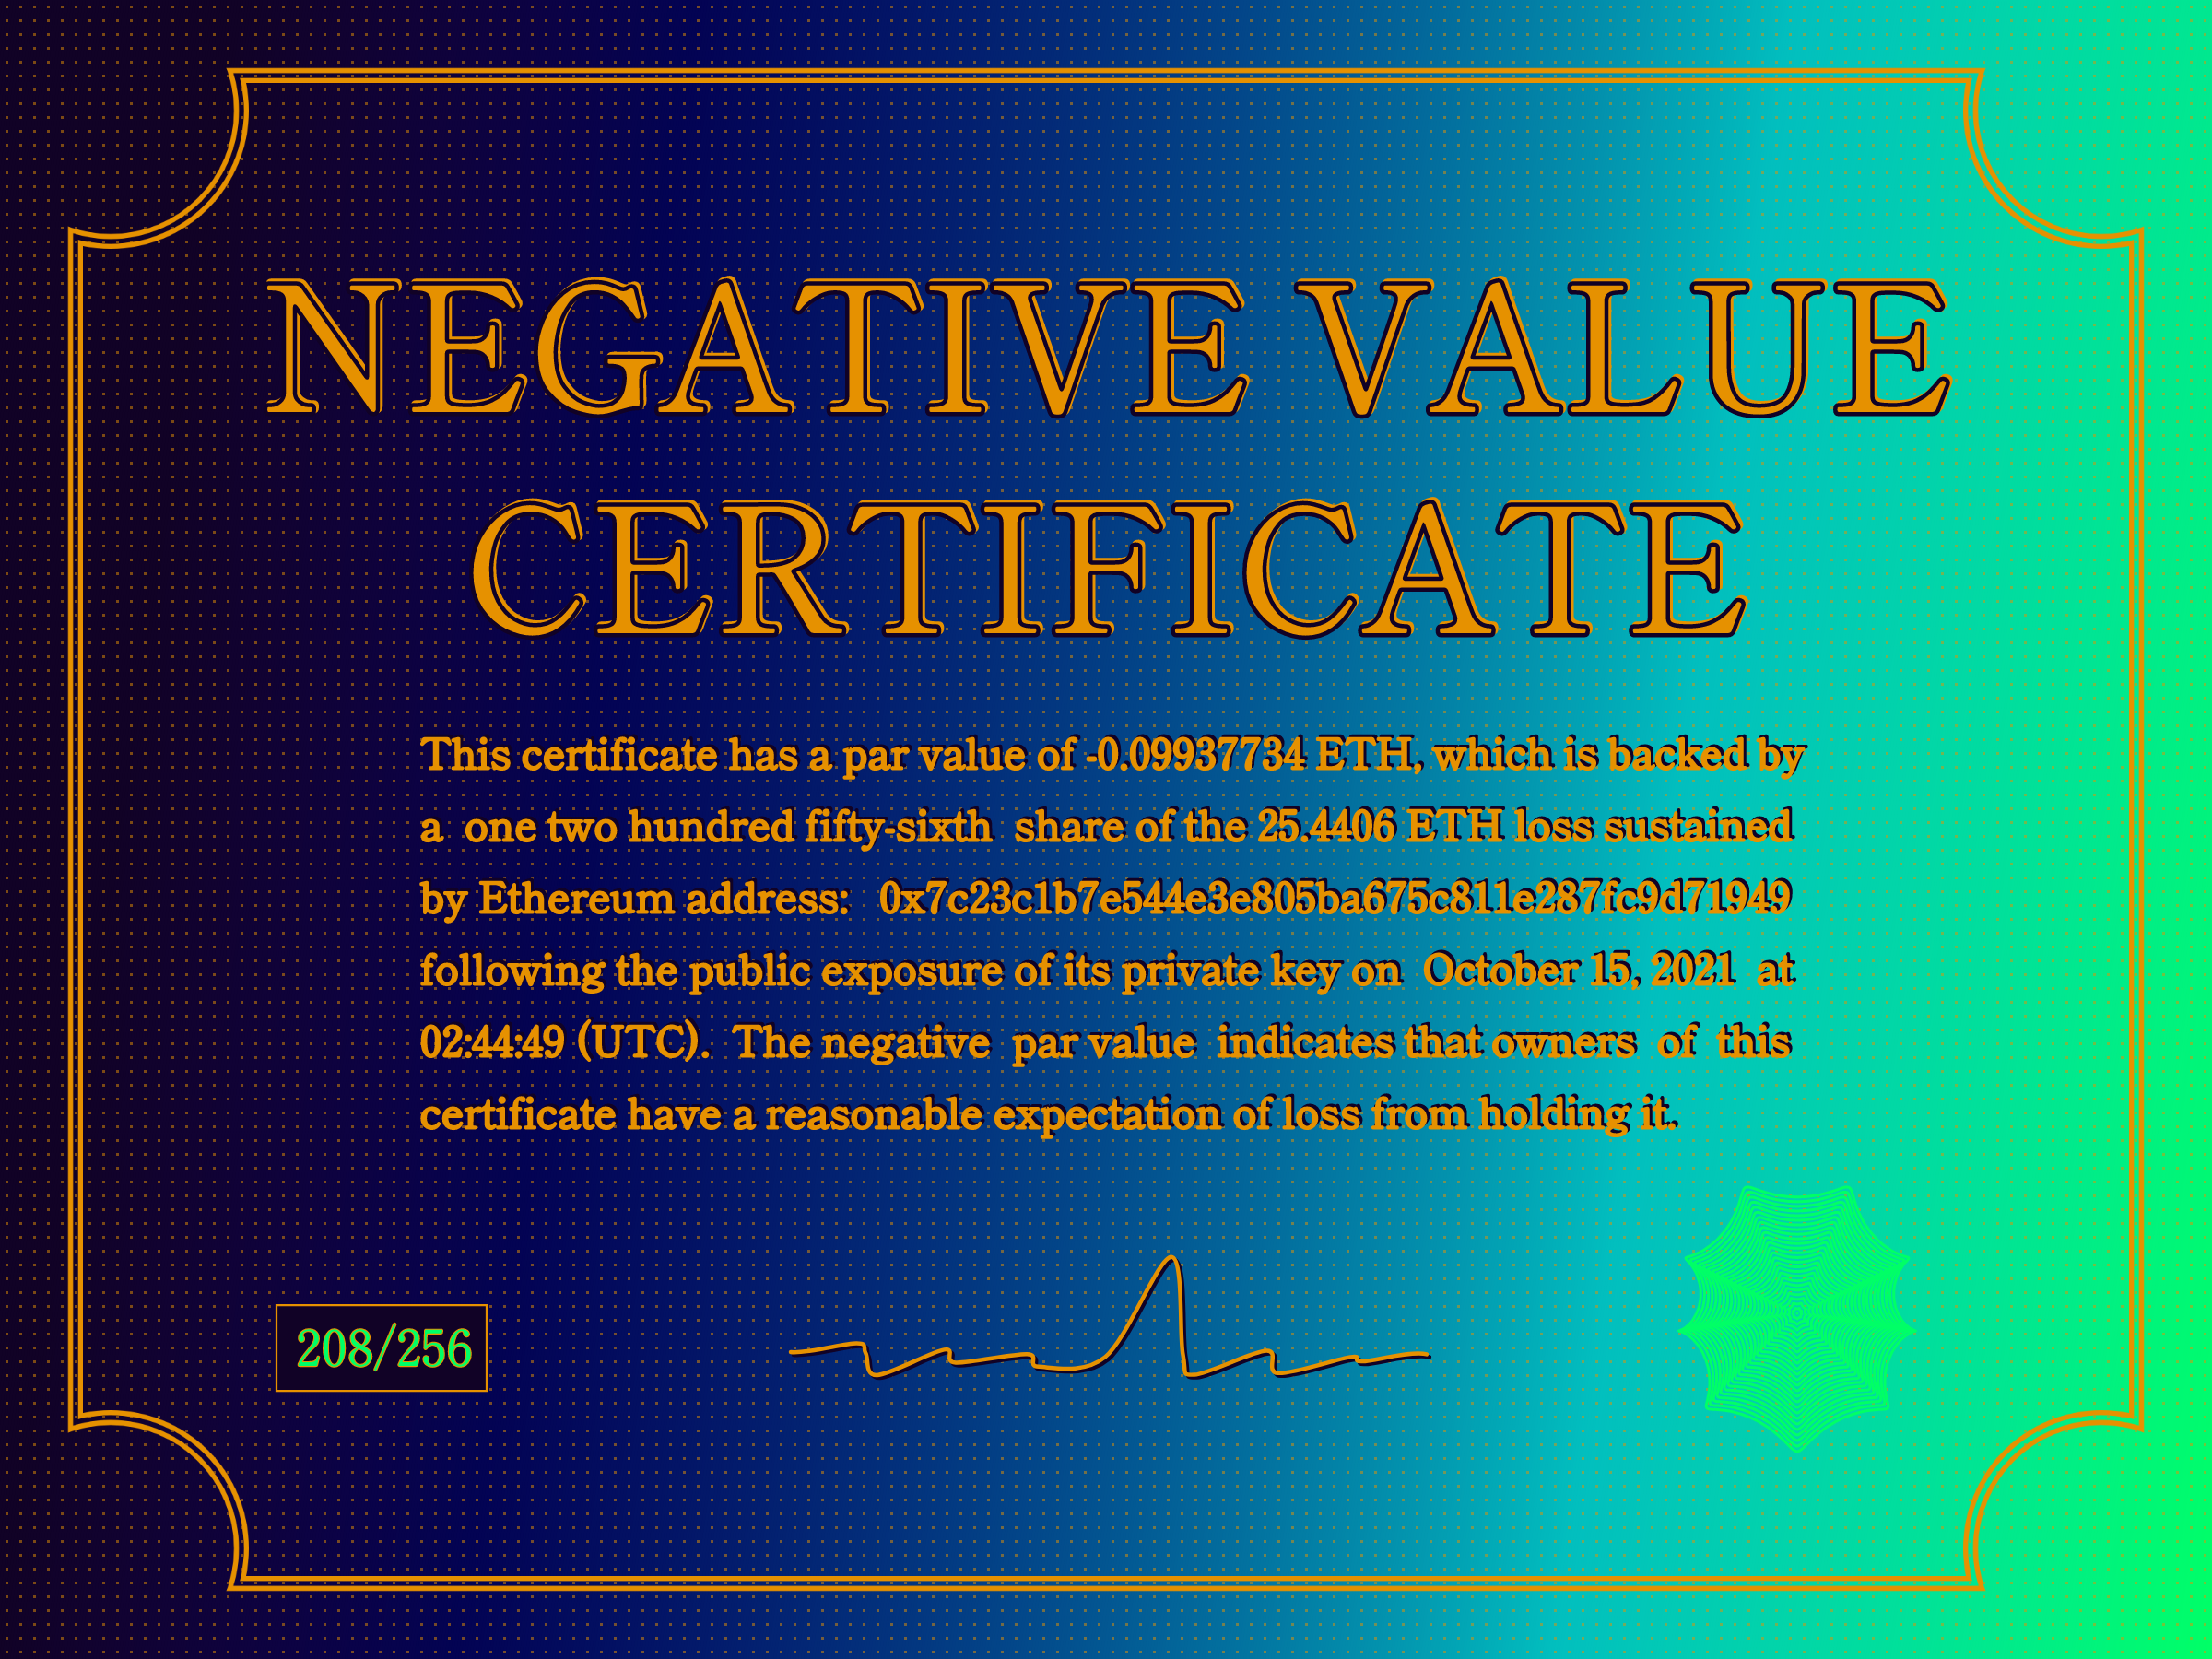 NEGATIVE VALUE
CERTIFICATE
This certificate has a par value of -0.09937734 ETH, which is backed by
a one two hundred fifty-sixth share of the 25.4406 ETH loss sustained
by Ethereum address: 0x7c23c1b7e544e3e805ba675c811e287fc9d71949
following the public exposure of its private key on October 15, 2021 at
02:44:49 (UTC). The negative par value indicates that owners of this
certificate have a reasonable expectation of loss from holding it.
208/256